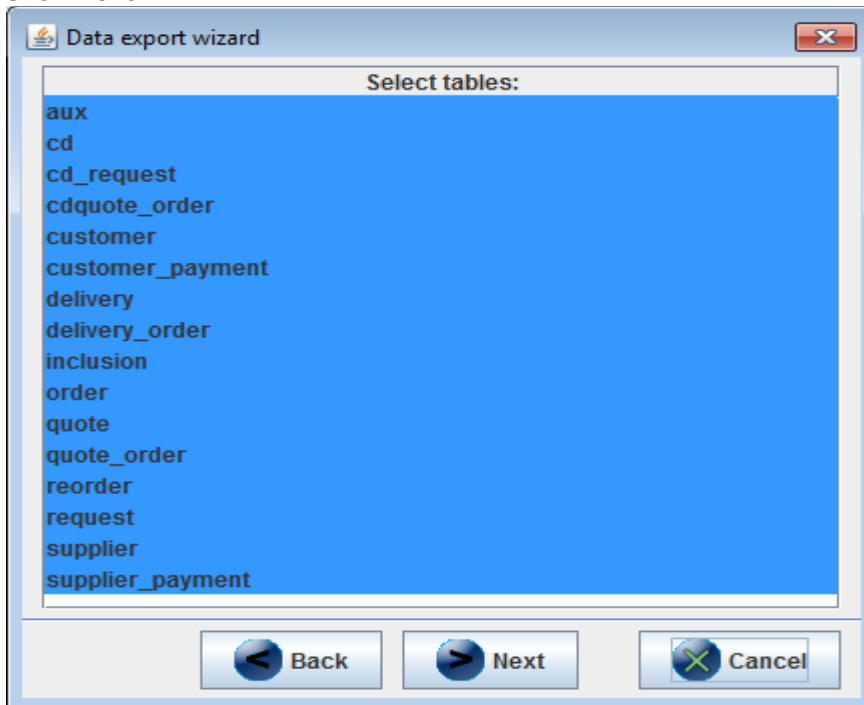 Data export wizard
Select tables:
aux
cd
cd_request
cdquote_order
customer
customer_payment
delivery
delivery_order
inclusion
order
quote
quote_order
reorder
request
supplier
supplier_payment
Back Next Cancel